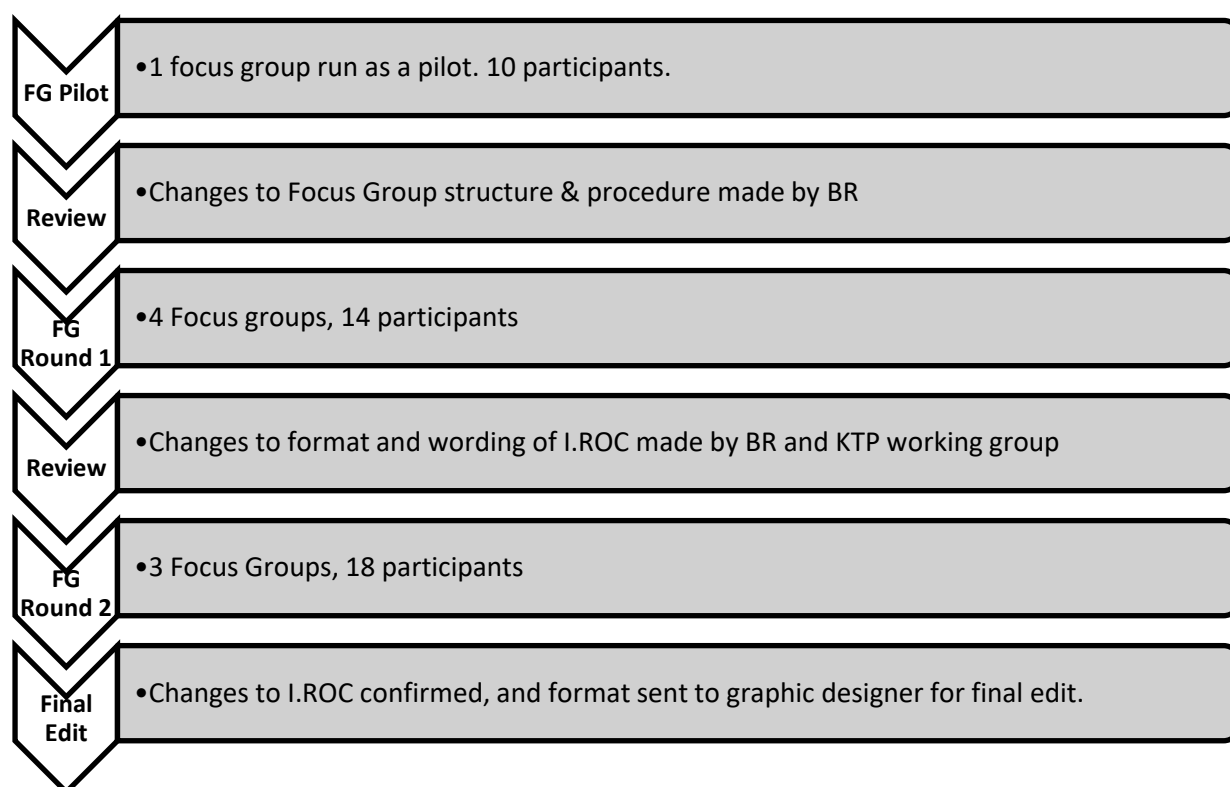 FG Pilot
•1 focus group run as a pilot. 10 participants.
Review
•Changes to Focus Group structure & procedure made by BR
FG
Round 1
•4 Focus groups, 14 participants
Review
•Changes to format and wording of I.ROC made by BR and KTP working group
FG
Round 2
•3 Focus Groups, 18 participants
Final
Edit
•Changes to I.ROC confirmed, and format sent to graphic designer for final edit.